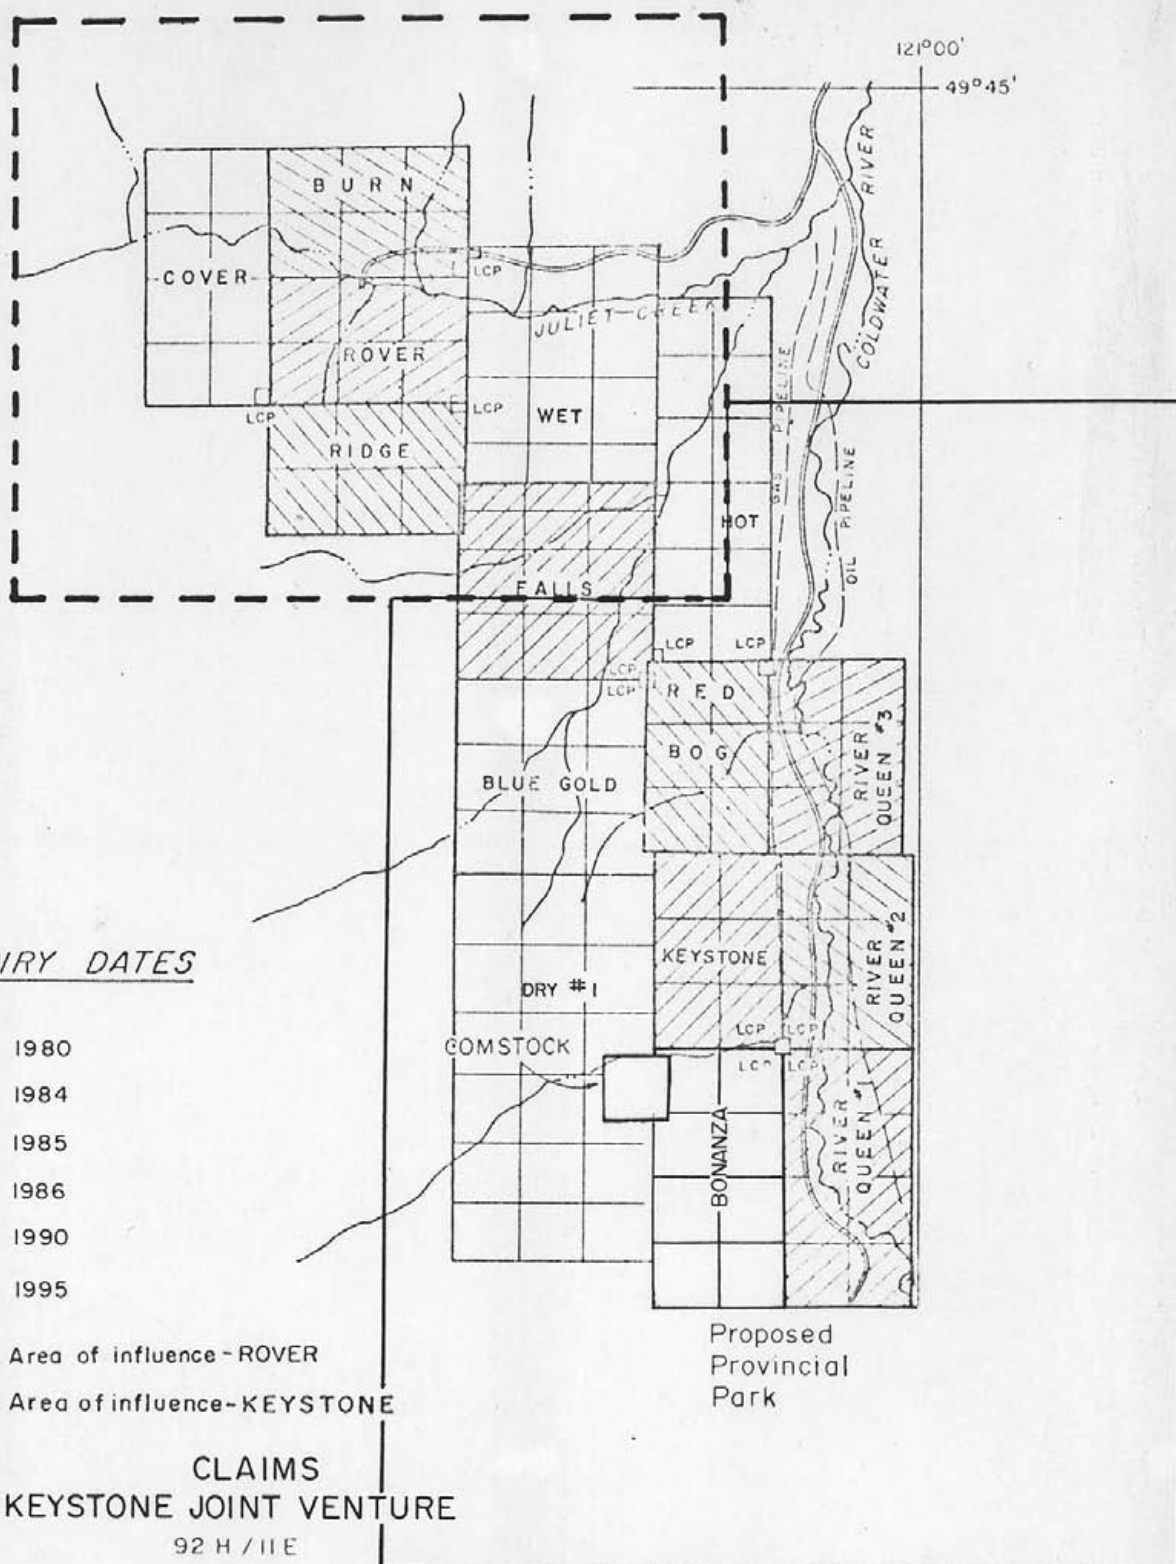 121°00'
49°45'
RIVER
COLDWATER
BURN
COVER
LCP
JULIET CREEK
ROVER
LCP
LCP
WET
RIDGE
GAS PIPELINE
OIL PIPELINE
HOT
FALLS
LCP
LCP
LCP
LCP
RED
BOG
RIVER
QUEEN #3
BLUE GOLD
KEYSTONE
RIVER
QUEEN #2
IRY DATES
DRY #1
LCP
LCP
COMSTOCK
LCP
LCP
1980
1984
1985
1986
1990
1995
BONANZA
RIVER
QUEEN #1
Proposed
Provincial
Park
Area of influence-ROVER
Area of influence-KEYSTONE
CLAIMS
KEYSTONE JOINT VENTURE
92 H / 11 E